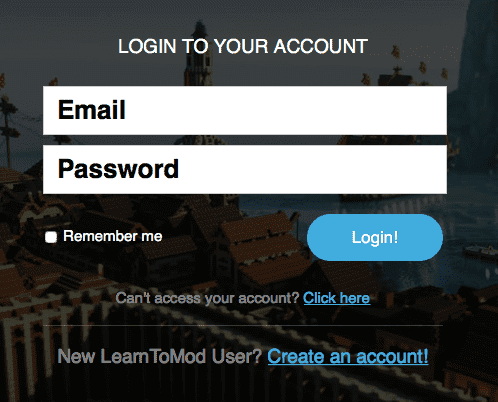 LOGIN TO YOUR ACCOUNT
Email
Password
Remember me
Login!
Can't access your account? Click here
New LearnToMod User? Create an account!